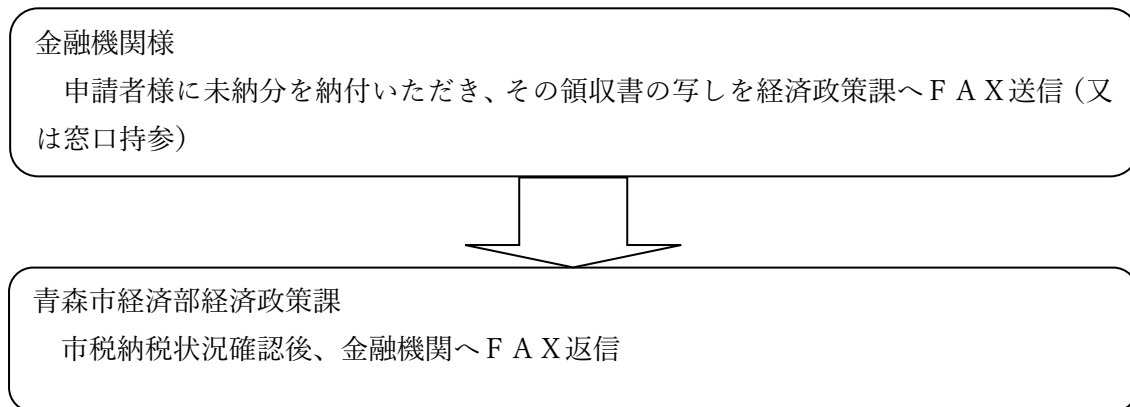 金融機関様
　申請者様に未納分を納付いただき、その領収書の写しを経済政策課へＦＡＸ送信（又
は窓口持参）
青森市経済部経済政策課
　市税納税状況確認後、金融機関へＦＡＸ返信